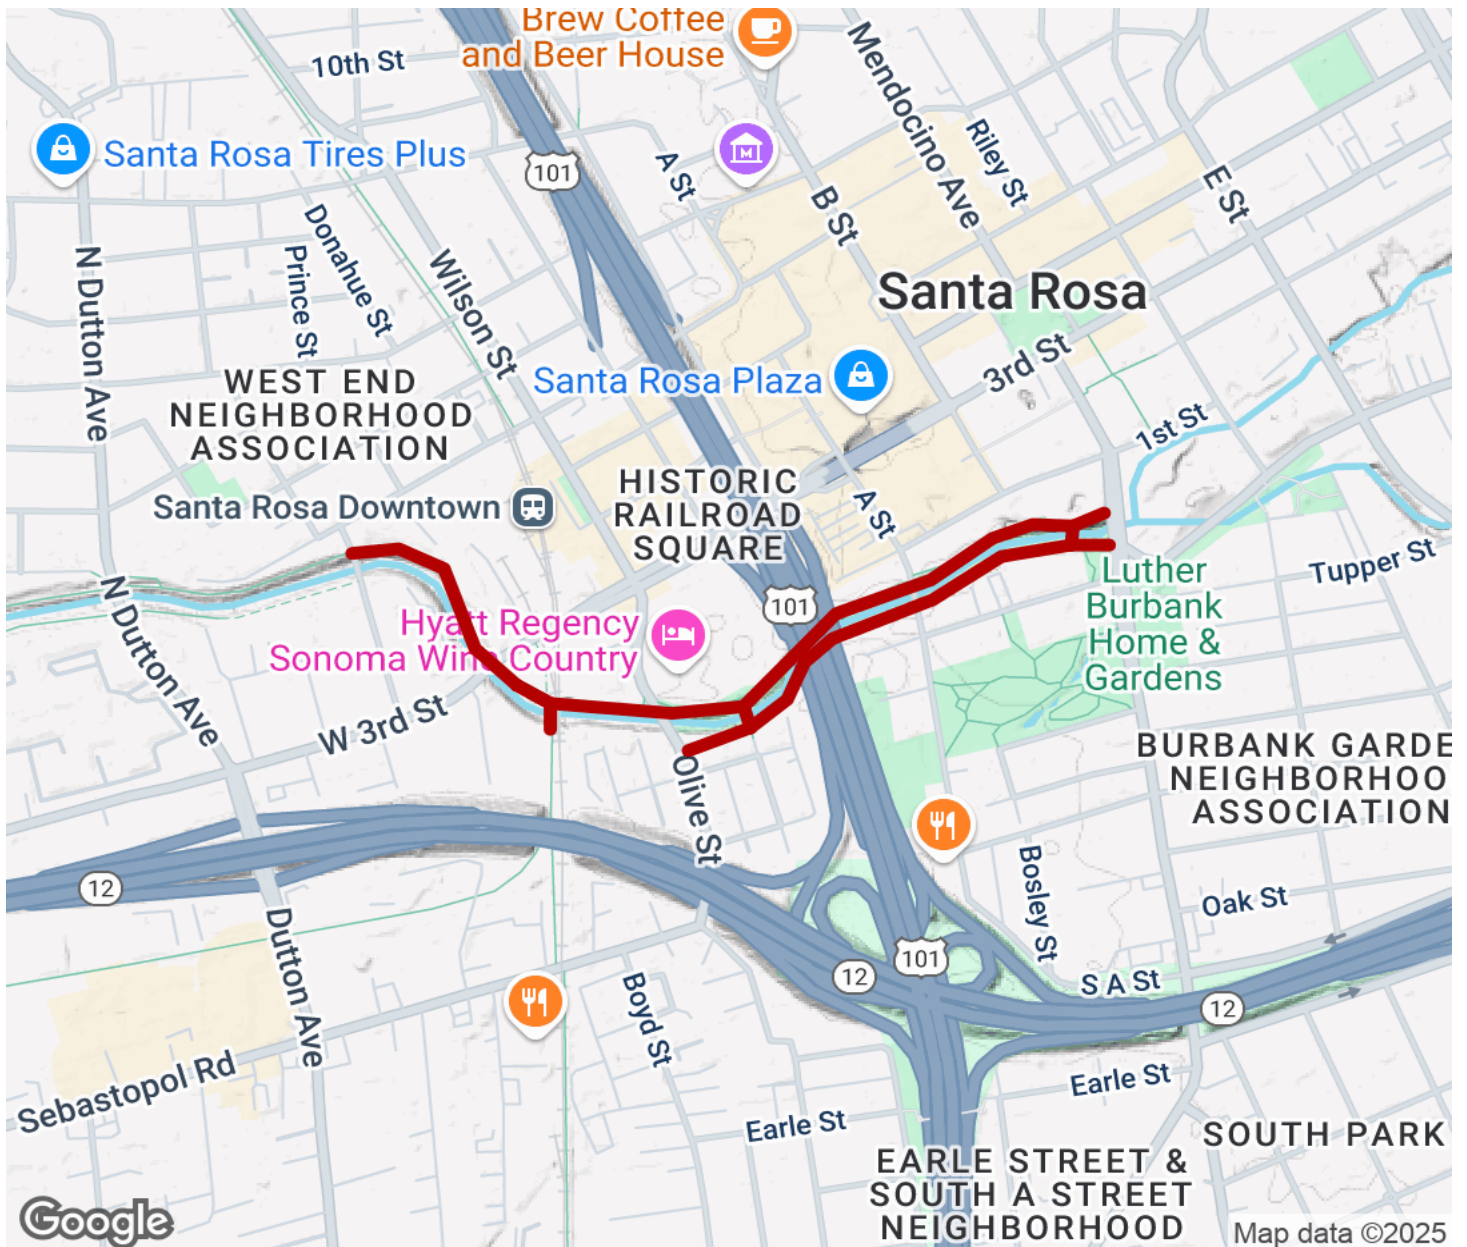 Brew Coffee
and Beer House
10th St
Mendocino Ave
Santa Rosa Tires Plus
101
A St
Riley St
E St
B St
Donahue St
Prince St
N Dutton Ave
Wilson St
Santa Rosa
3rd St
Santa Rosa Plaza
WEST END
NEIGHBORHOOD
ASSOCIATION
1st St
HISTORIC
RAILROAD
SQUARE
Santa Rosa Downtown
A St
Tupper St
N Dutton Ave
Luther
Burbank
Home &
Gardens
101
Hyatt Regency
Sonoma Wine Country
W 3rd St
Olive St
BURBANK GARDE
NEIGHBORHOO
ASSOCIATION
12
Bosley St
Oak St
Dutton Ave
101
12
S A St
12
Boyd St
Sebastopol Rd
Earle St
Earle St
SOUTH PARK
EARLE STREET &
SOUTH A STREET
NEIGHBORHOOD
Google
Map data ©2025